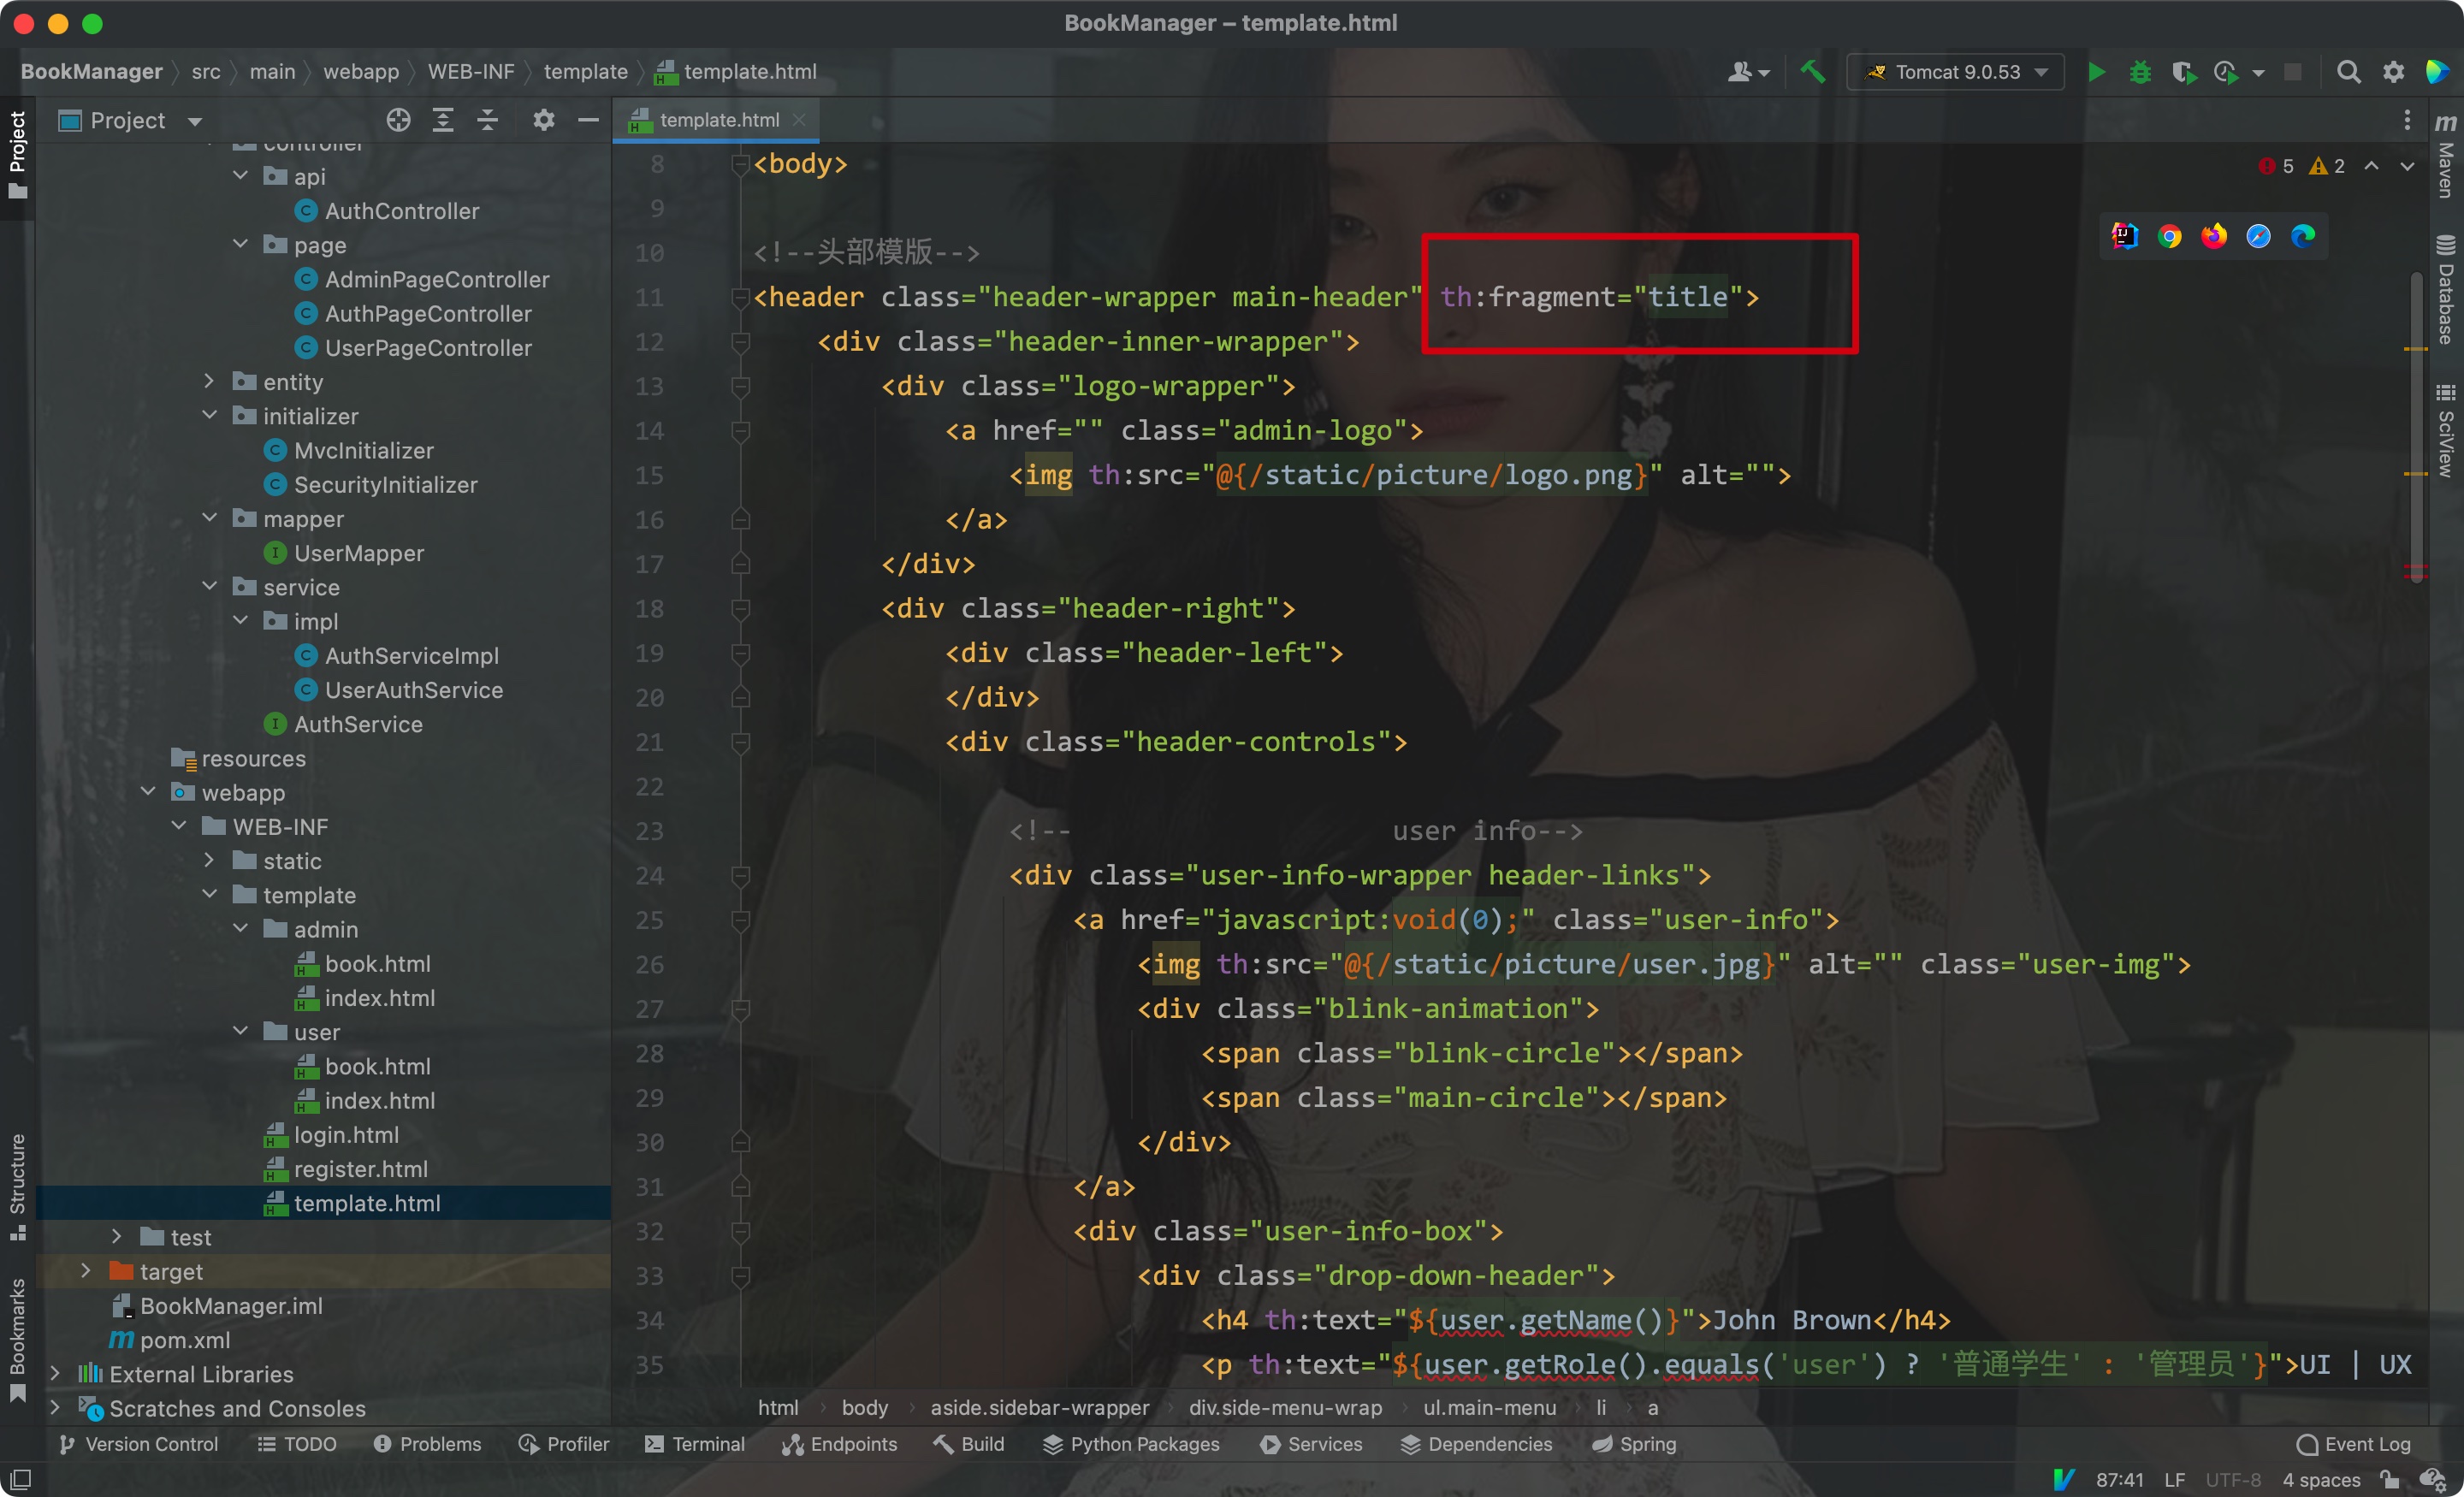 BookManager – template.html
BookManager src main webapp WEB-INF template template.html
Tomcat 9.0.53
Project
Project
template.html
controller
api
AuthController
page
AdminPageController
AuthPageController
UserPageController
entity
initializer
MvcInitializer
SecurityInitializer
mapper
UserMapper
service
impl
AuthServiceImpl
UserAuthService
AuthService
resources
webapp
WEB-INF
static
template
admin
book.html
index.html
user
book.html
index.html
login.html
register.html
template.html
test
target
BookManager.iml
pom.xml
External Libraries
Scratches and Consoles
Structure
Bookmarks
5 2
8 <body>
9
10 <!--头部模版-->
11 <header class="header-wrapper main-header" th:fragment="title">
12 <div class="header-inner-wrapper">
13 <div class="logo-wrapper">
14 <a href="" class="admin-logo">
15 <img th:src="@{/static/picture/logo.png}" alt="">
16 </a>
17 </div>
18 <div class="header-right">
19 <div class="header-left">
20 </div>
21 <div class="header-controls">
22
23 <!-- user info-->
24 <div class="user-info-wrapper header-links">
25 <a href="javascript:void(0);" class="user-info">
26 <img th:src="@{/static/picture/user.jpg}" alt="" class="user-img">
27 <div class="blink-animation">
28 <span class="blink-circle"></span>
29 <span class="main-circle"></span>
30 </div>
31 </a>
32 <div class="user-info-box">
33 <div class="drop-down-header">
34 <h4 th:text="${user.getName()}">John Brown</h4>
35 <p th:text="${user.getRole().equals('user') ? '普通学生' : '管理员'}">UI | UX
html body aside.sidebar-wrapper div.side-menu-wrap ul.main-menu li a
Maven
Database
SciView
Version Control TODO Problems Profiler Terminal Endpoints Build Python Packages Services Dependencies Spring Event Log
87:41 LF UTF-8 4 spaces